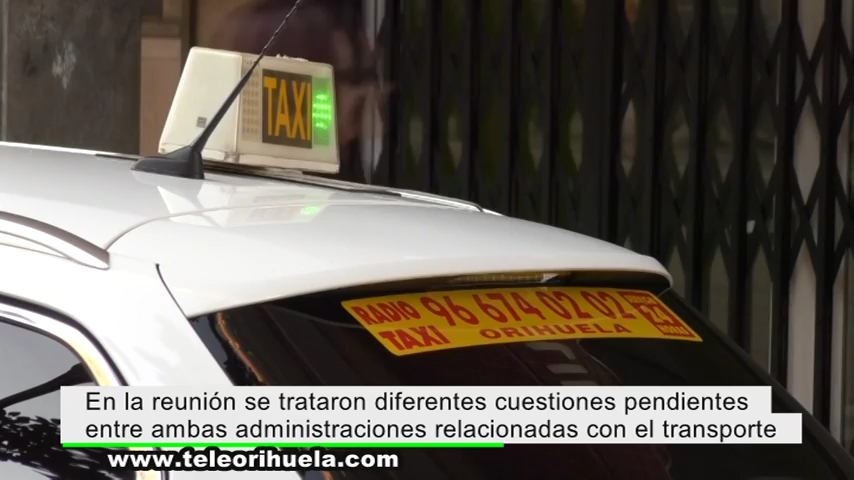 TAXI
RADIO TAXI
96 674 02 02
ORIHUELA
24
En la reunión se trataron diferentes cuestiones pendientes
entre ambas administraciones relacionadas con el transporte
www.teleorihuela.com